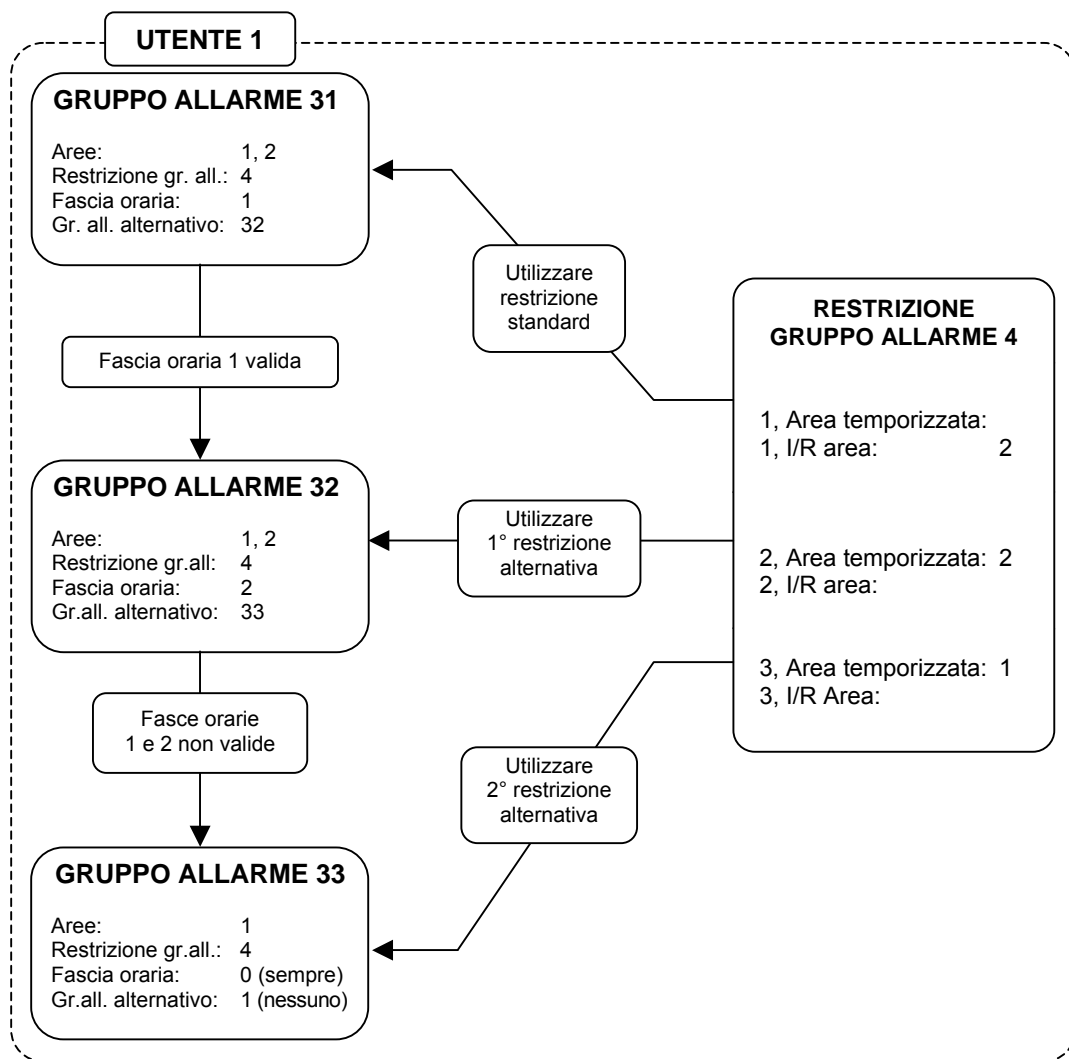 UTENTE 1
GRUPPO ALLARME 31
Aree: 1, 2
Restrizione gr. all.: 4
Fascia oraria: 1
Gr. all. alternativo: 32
Utilizzare
restrizione
standard
RESTRIZIONE
GRUPPO ALLARME 4
1, Area temporizzata:
1, I/R area: 2
2, Area temporizzata: 2
2, I/R area:
3, Area temporizzata: 1
3, I/R Area:
Fascia oraria 1 valida
GRUPPO ALLARME 32
Aree: 1, 2
Restrizione gr.all: 4
Fascia oraria: 2
Gr.all. alternativo: 33
Utilizzare
1° restrizione
alternativa
Fasce orarie
1 e 2 non valide
Utilizzare
2° restrizione
alternativa
GRUPPO ALLARME 33
Aree: 1
Restrizione gr.all.: 4
Fascia oraria: 0 (sempre)
Gr.all. alternativo: 1 (nessuno)